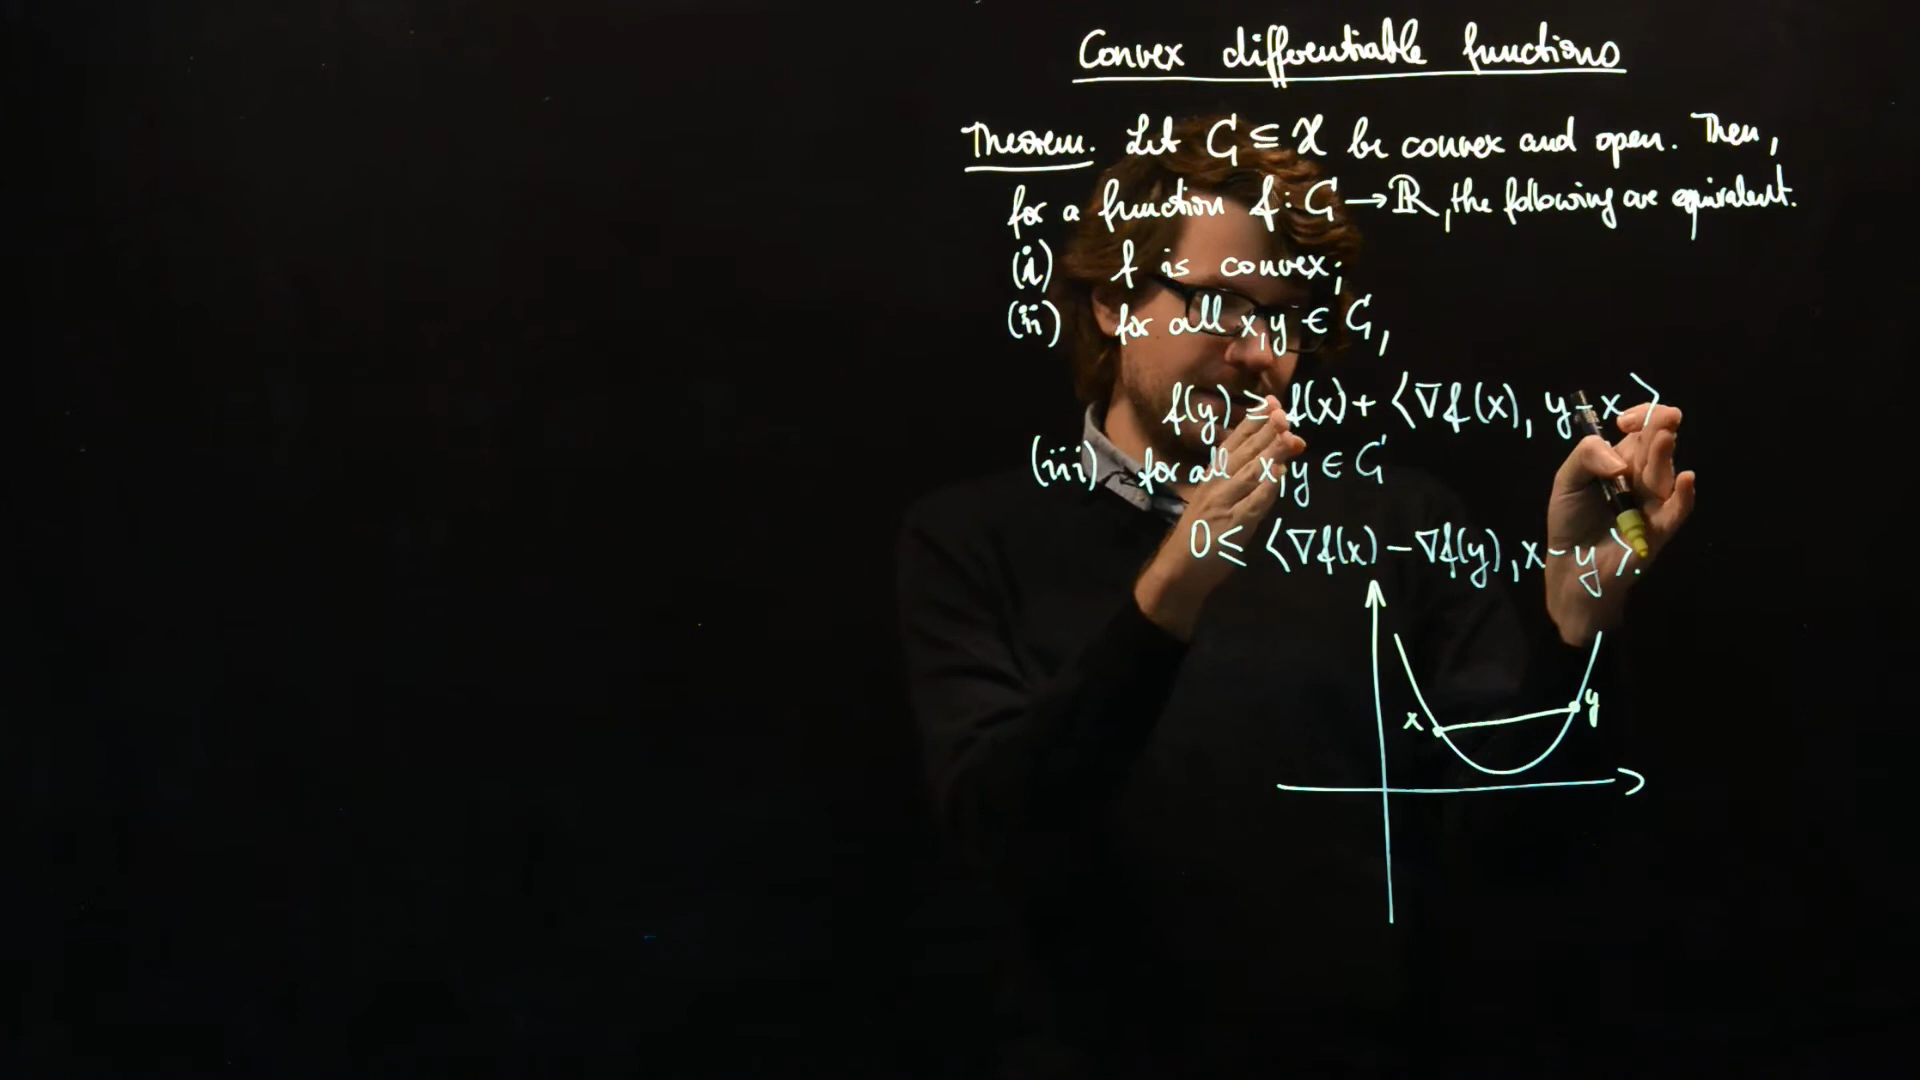 Convex differentiable functions
Theorem. Let G ⊆ X be convex and open. Then,
for a function f: G → ℝ, the following are equivalent.
(i) f is convex;
(ii) for all x,y ∈ G,
f(y) ≥ f(x) + ⟨∇f(x), y-x⟩
(iii) for all x,y ∈ G
0 ≤ ⟨∇f(x) - ∇f(y), x-y⟩.
x y